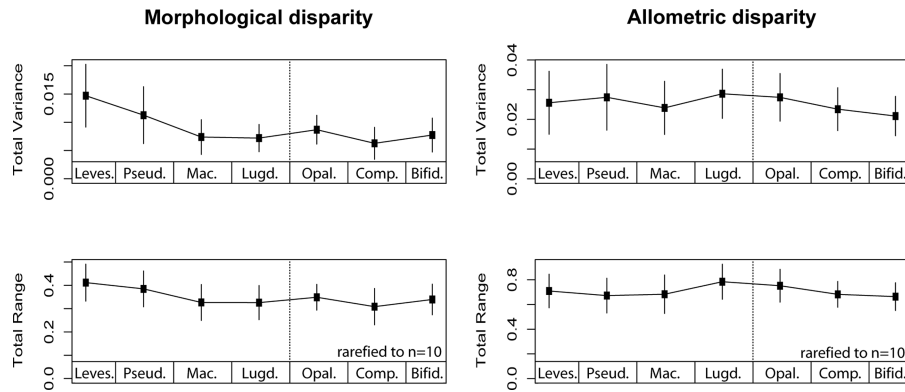 Morphological disparity
Allometric disparity
Total Variance
0.015
0.000
Leves. Pseud. Mac. Lugd. Opal. Comp. Bifid.
Total Variance
0.04
0.02
0.00
Leves. Pseud. Mac. Lugd. Opal. Comp. Bifid.
Total Range
0.4
0.2
0.0
rarefied to n=10
Leves. Pseud. Mac. Lugd. Opal. Comp. Bifid.
Total Range
0.8
0.4
0.0
rarefied to n=10
Leves. Pseud. Mac. Lugd. Opal. Comp. Bifid.